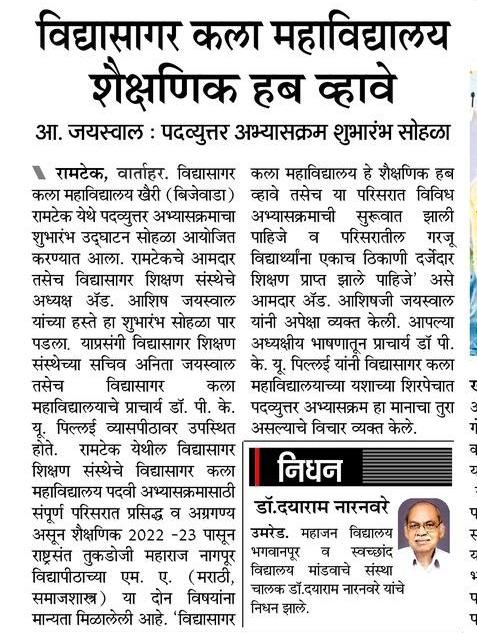 विद्यासागर कला महाविद्यालय
शैक्षणिक हब व्हावे
आ. जयस्वाल : पदव्युत्तर अभ्यासक्रम शुभारंभ सोहळा
रामटेक, वार्ताहर. विद्यासागर
कला महाविद्यालय खैरी (बिजेवाडा)
रामटेक येथे पदव्युत्तर अभ्यासक्रमाचा
शुभारंभ उद्घाटन सोहळा आयोजित
करण्यात आला. रामटेकचे आमदार
तसेच विद्यासागर शिक्षण संस्थेचे
अध्यक्ष ॲड. आशिष जयस्वाल
यांच्या हस्ते हा शुभारंभ सोहळा पार
पडला. याप्रसंगी विद्यासागर शिक्षण
संस्थेच्या सचिव अनिता जयस्वाल
तसेच विद्यासागर कला
महाविद्यालयाचे प्राचार्य डॉ. पी. के.
यू. पिल्लई व्यासपीठावर उपस्थित
होते. रामटेक येथील विद्यासागर
शिक्षण संस्थेचे विद्यासागर कला
महाविद्यालय पदवी अभ्यासक्रमासाठी
संपूर्ण परिसरात प्रसिद्ध व अग्रगण्य
असून शैक्षणिक 2022 -23 पासून
राष्ट्रसंत तुकडोजी महाराज नागपूर
विद्यापीठाच्या एम. ए. (मराठी,
समाजशास्त्र) या दोन विषयांना
मान्यता मिळालेली आहे. 'विद्यासागर
कला महाविद्यालय हे शैक्षणिक हब
व्हावे तसेच या परिसरात विविध
अभ्यासक्रमाची सुरूवात झाली
पाहिजे व परिसरातील गरजू
विद्यार्थ्यांना एकाच ठिकाणी दर्जेदार
शिक्षण प्राप्त झाले पाहिजे' असे
आमदार ॲड. आशिषजी जयस्वाल
यांनी अपेक्षा व्यक्त केली. आपल्या
अध्यक्षीय भाषणातून प्राचार्य डॉ पी.
के. यू. पिल्लई यांनी विद्यासागर कला
महाविद्यालयाच्या यशाच्या शिरपेचात
पदव्युत्तर अभ्यासक्रम हा मानाचा तुरा
असल्याचे विचार व्यक्त केले.
निधन
डॉ.दयाराम नारनवरे
उमरेड. महाजन विद्यालय
भगवानपूर व स्वच्छांद
विद्यालय मांडवाचे संस्था
चालक डॉ.दयाराम नारनवरे यांचे
निधन झाले.